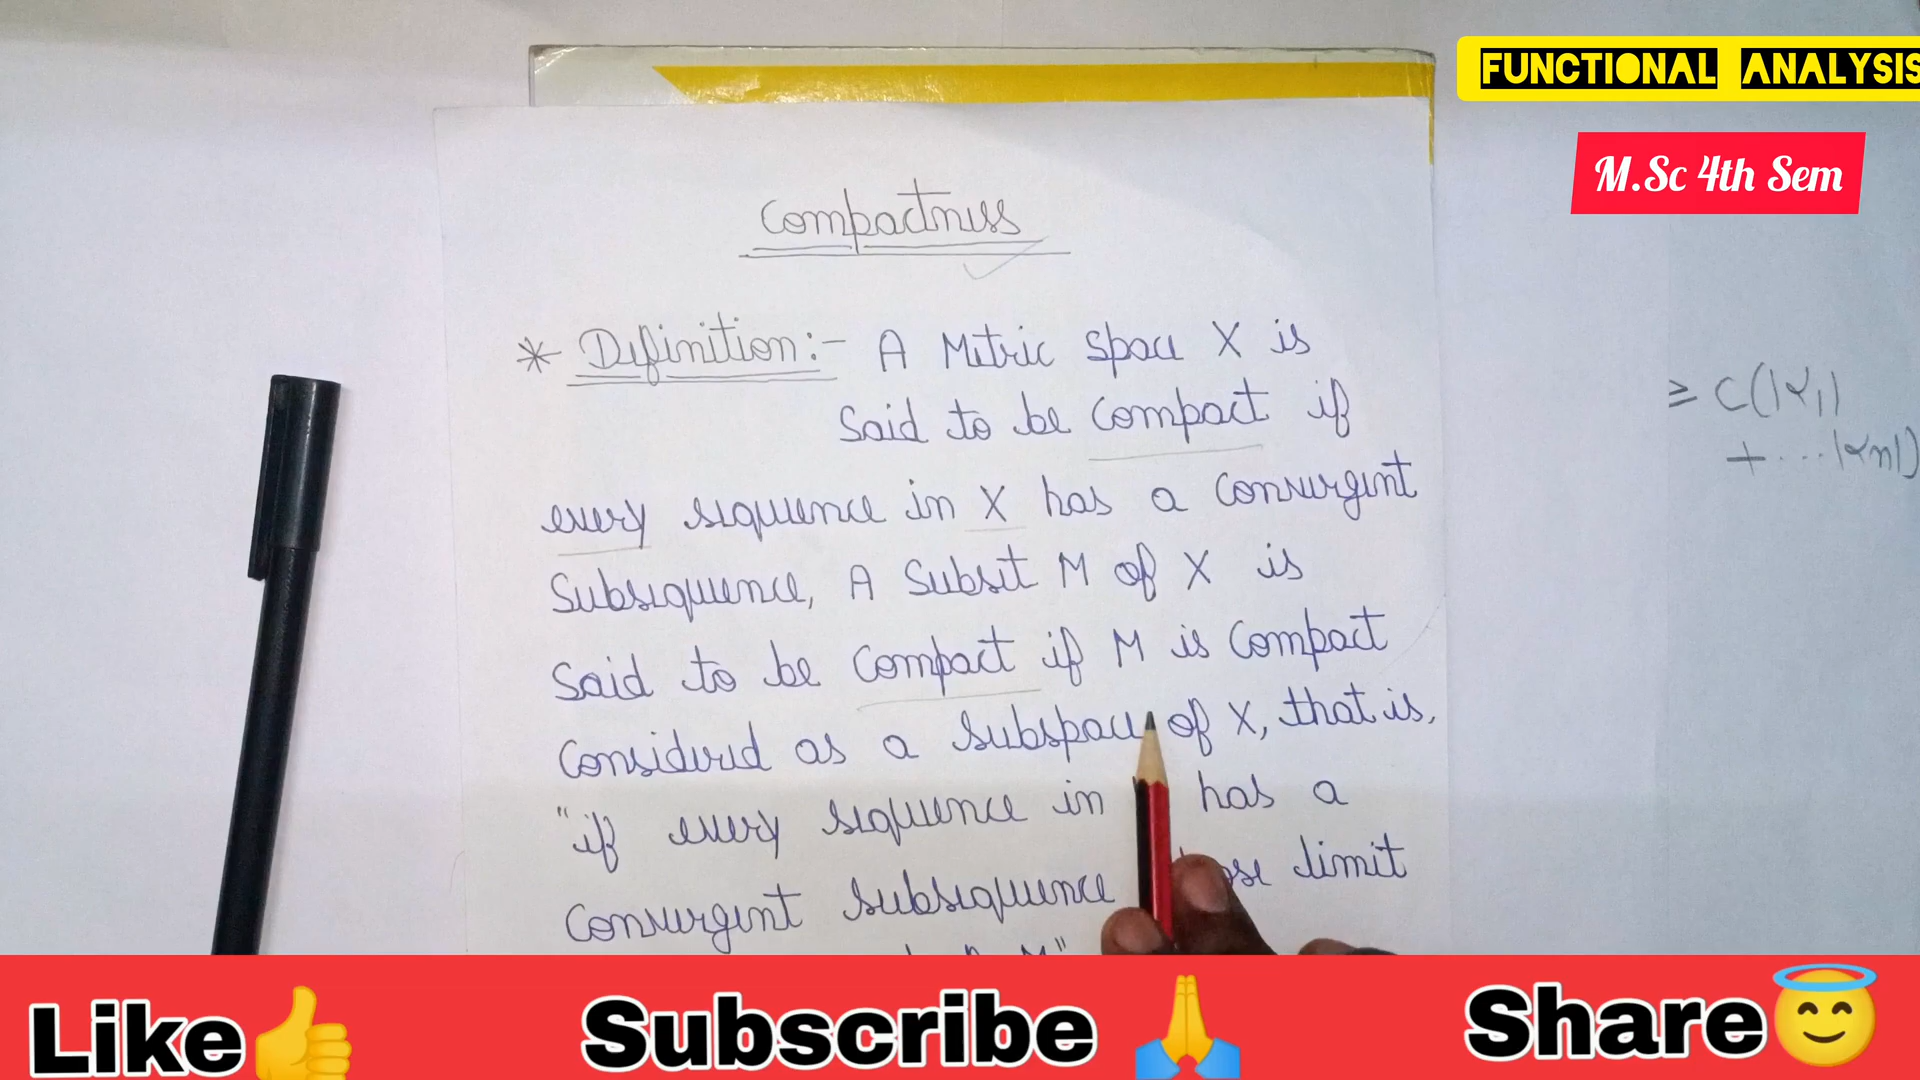 FUNCTIONAL ANALYSIS
M.Sc 4th Sem
Compactness
* Definition:- A Metric space X is
Said to be Compact if
every sequence in X has a Convergent
Subsequence, A Subset M of X is
Said to be Compact if M is Compact
Considered as a Subspace of X, that is,
"if every sequence in has a
Convergent Subsequence limit
M"
≥ C(|α1|
+...|αn|)
Like👍 Subscribe🙏 Share😇